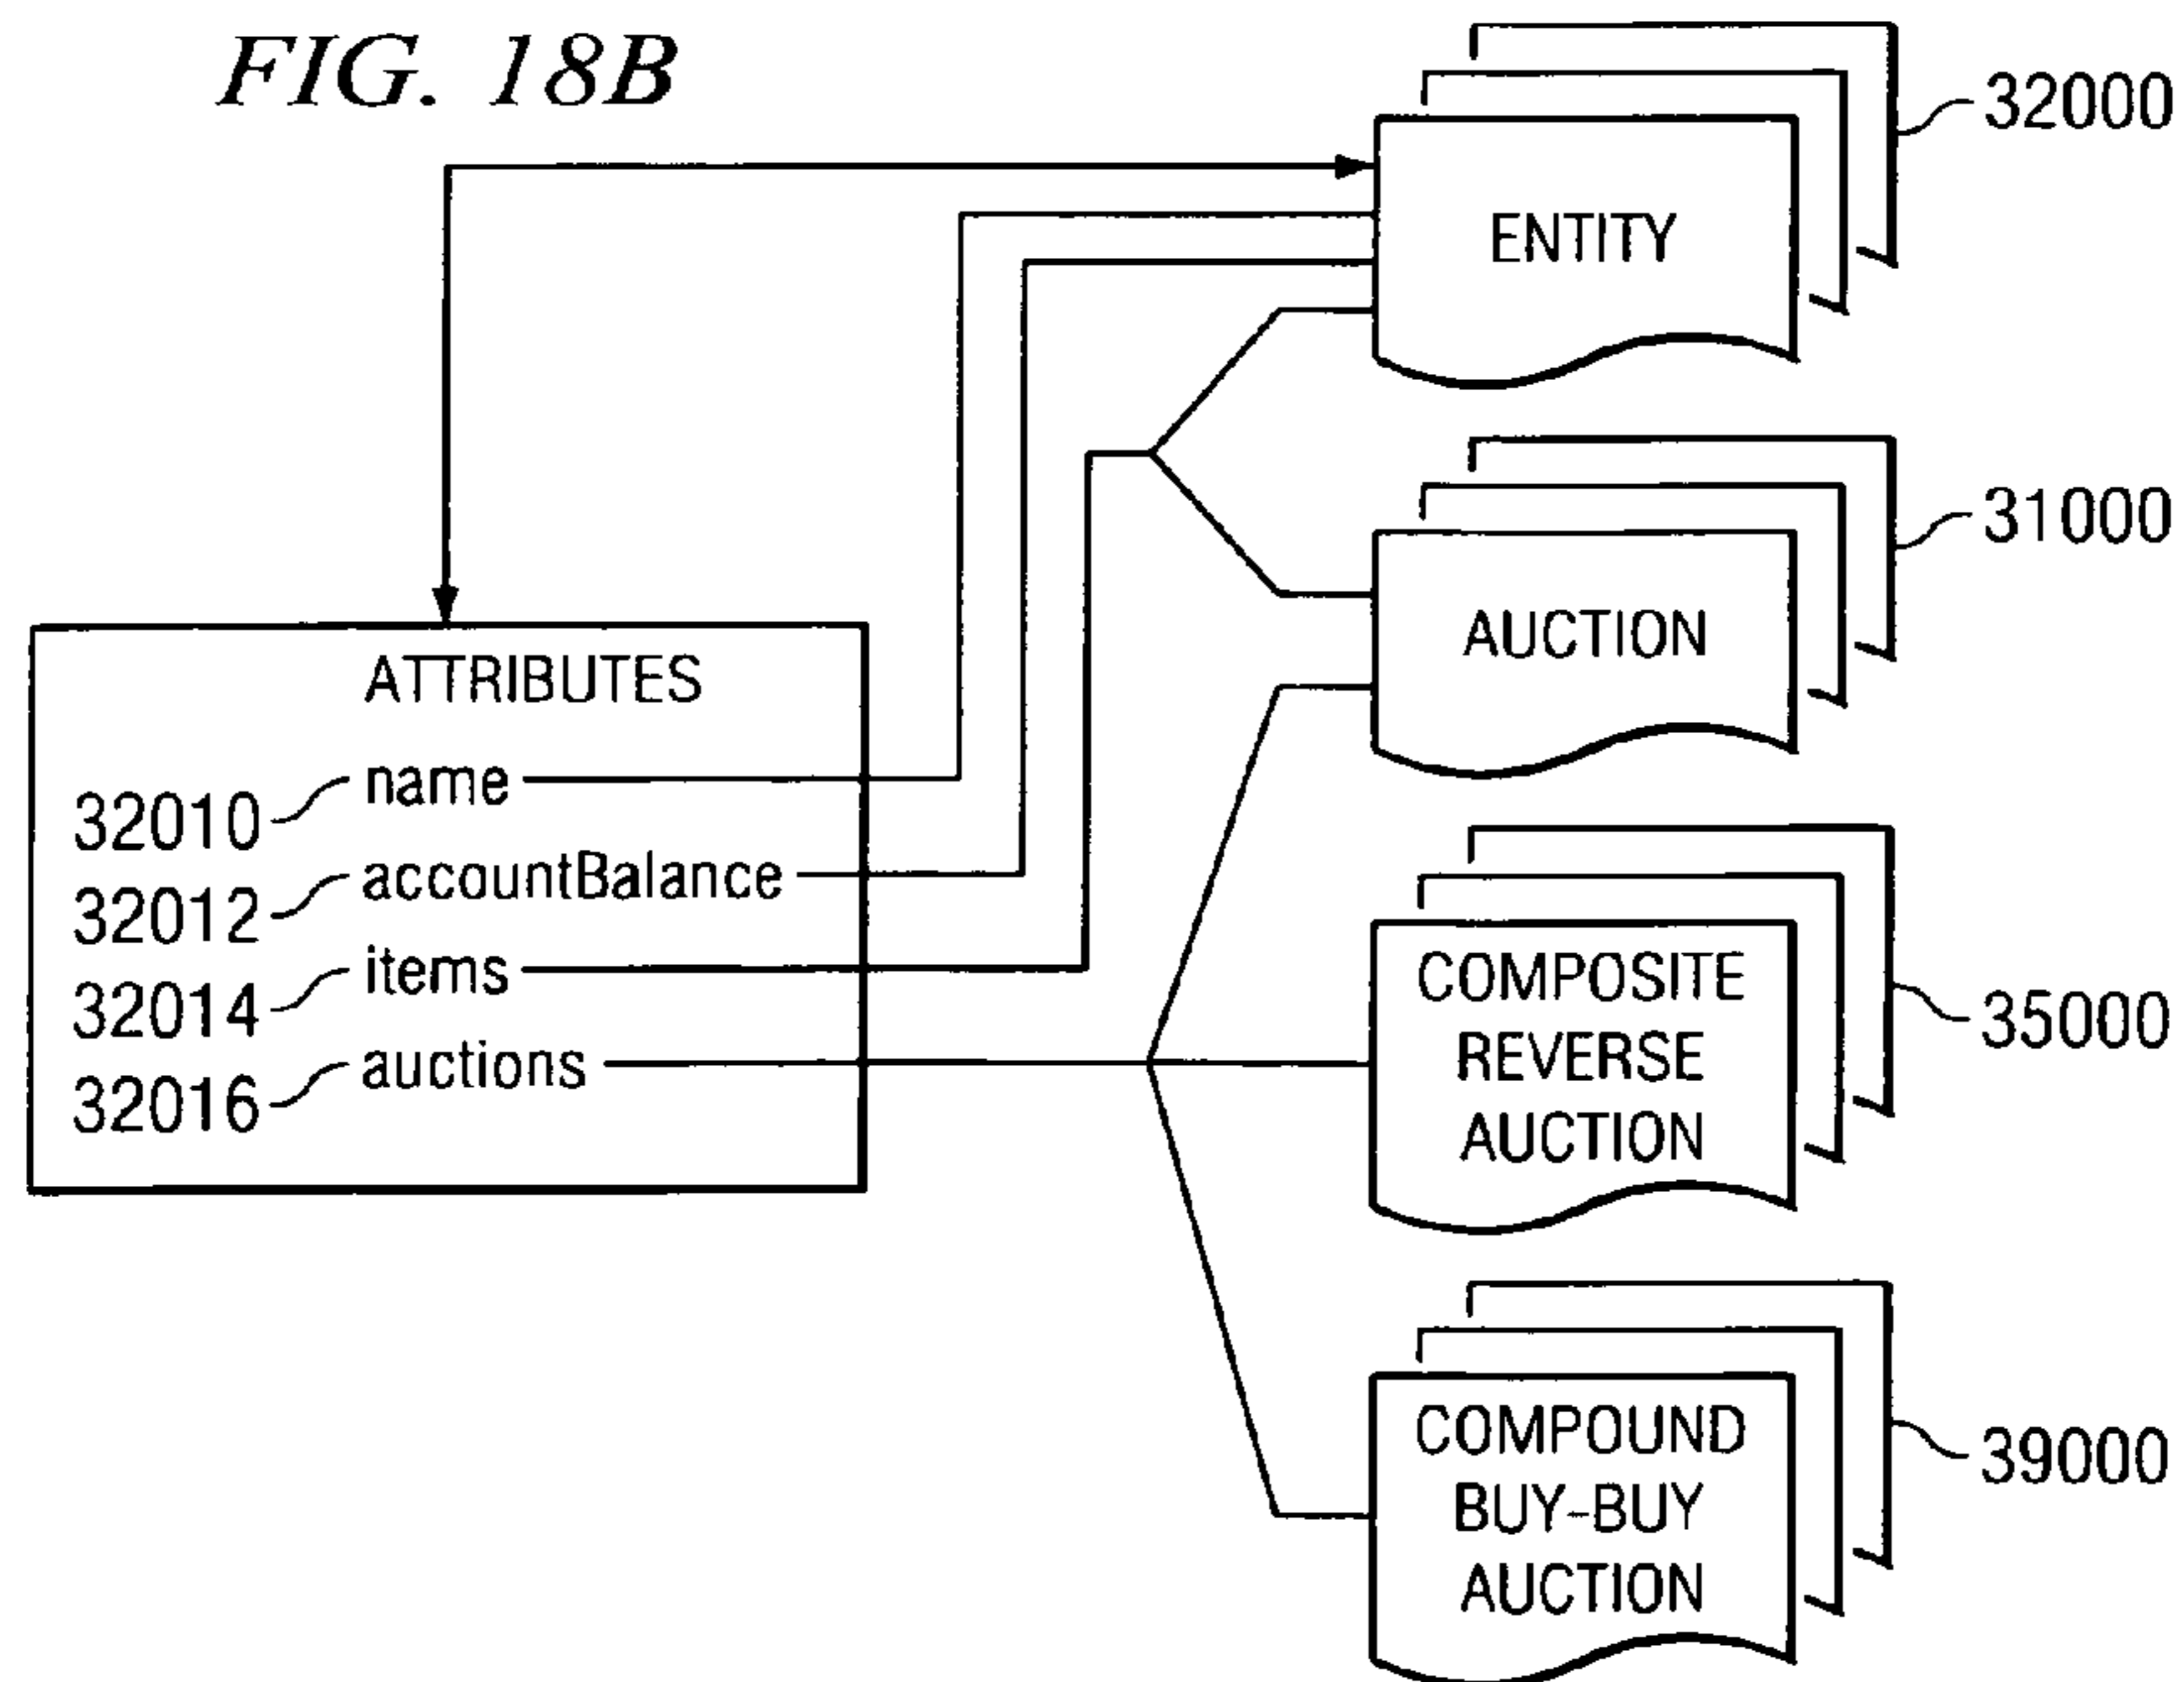 FIG. 18B
32000
ENTITY
31000
AUCTION
ATTRIBUTES
32010 name
32012 accountBalance
32014 items
32016 auctions
COMPOSITE
REVERSE
AUCTION
35000
COMPOUND
BUY-BUY
AUCTION
39000